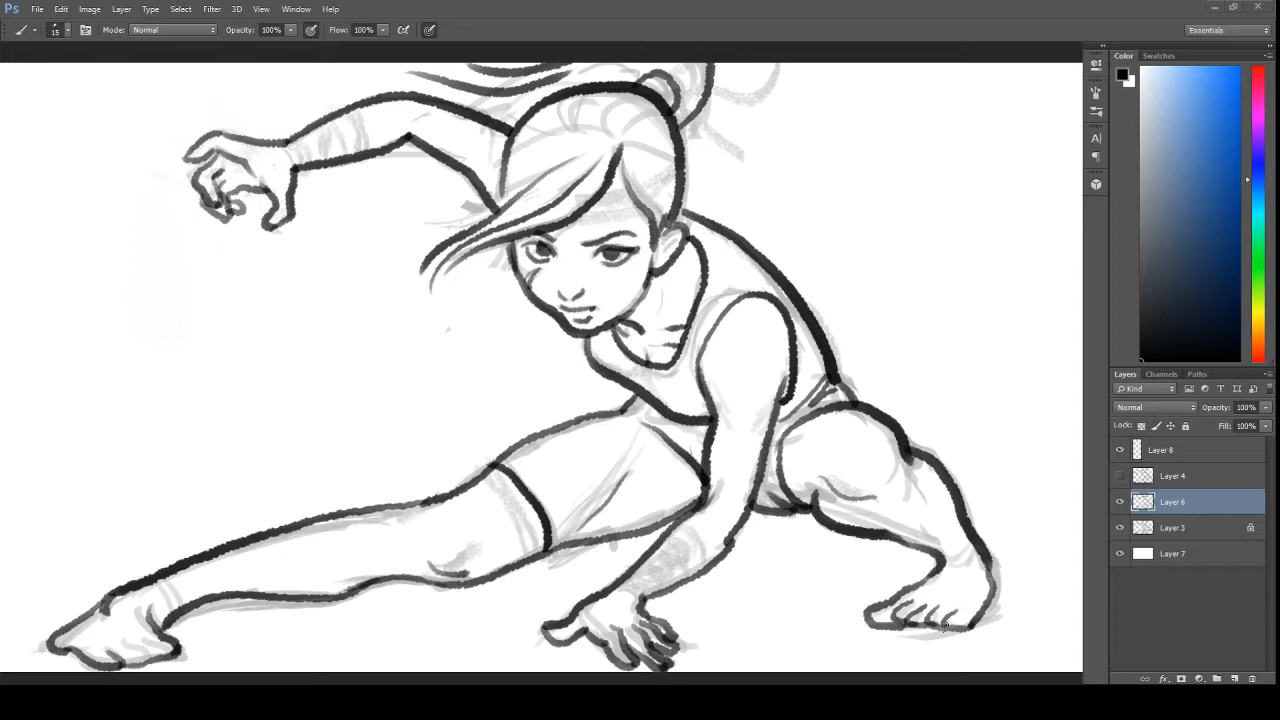 Ps File Edit Image Layer Type Select Filter 3D View Window Help
15 Mode: Normal Opacity: 100% Flow: 100% Essentials
Color Swatches
A
Layers Channels Paths
Kind T
Normal Opacity: 100%
Lock: Fill: 100%
Layer 8
Layer 4
Layer 6
Layer 3
Layer 7
fx